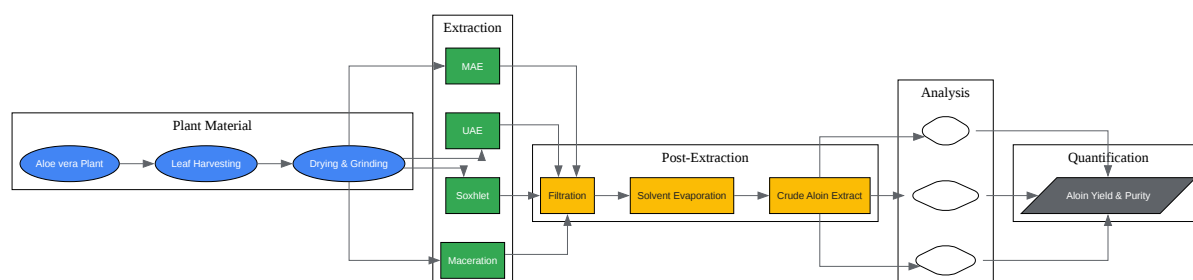 Plant Material
Aloe vera Plant
Leaf Harvesting
Drying & Grinding
Extraction
MAE
UAE
Soxhlet
Maceration
Post-Extraction
Filtration
Solvent Evaporation
Crude Aloin Extract
Analysis
Quantification
Aloin Yield & Purity